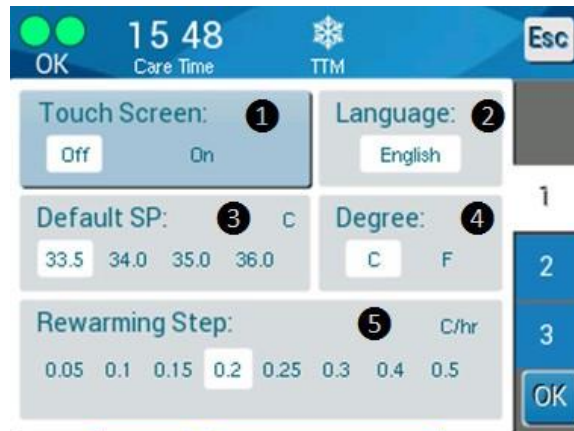 15 48 Esc
OK Care Time TTM
Touch Screen: 1 Language: 2
Off On English
1
Default SP: 3 C Degree: 4
33.5 34.0 35.0 36.0 C F
2
Rewarming Step: 5 C/hr
3
0.05 0.1 0.15 0.2 0.25 0.3 0.4 0.5
OK